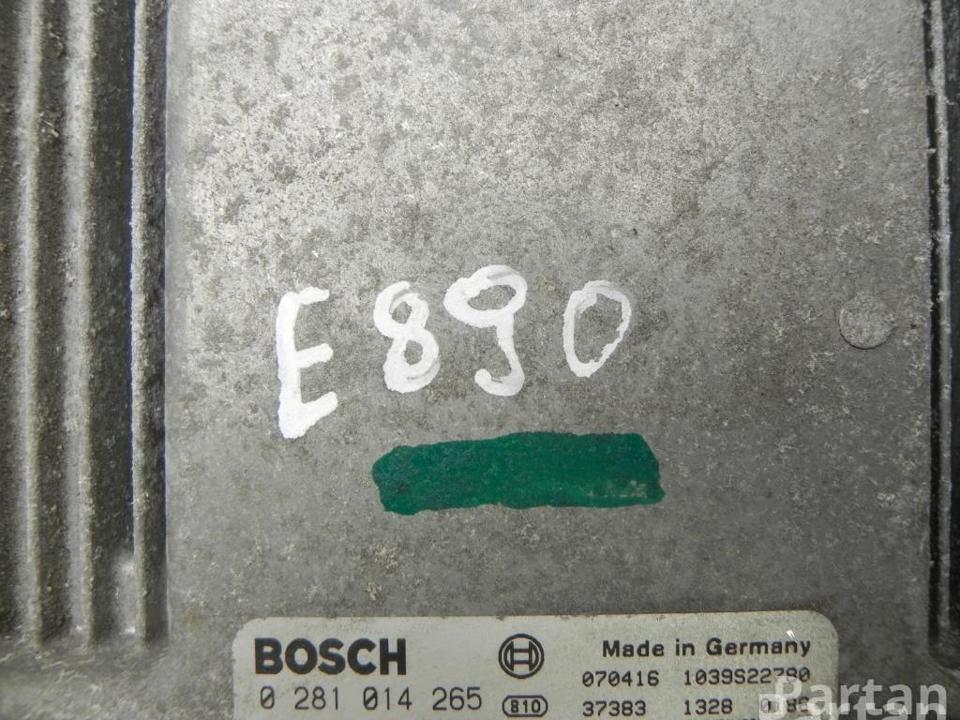 E890
BOSCH Made in Germany
070416 1039S22780
0 281 014 265 810 37383 1328
Partan